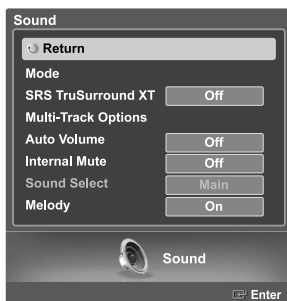 Sound
Return
Mode
SRS TruSurround XT Off
Multi-Track Options
Auto Volume Off
Internal Mute Off
Sound Select Main
Melody On
Sound
Enter